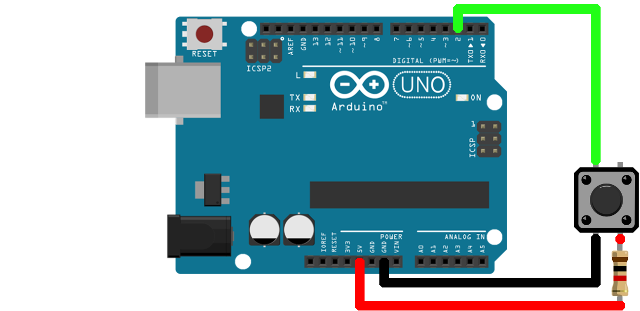 RESET
ICSP2
AREF
GND
13
12
~11
~10
~9
8
7
~6
~5
4
~3
2
TXD▶1
RXD◀0
DIGITAL (PWM=~)
L
TX
RX
Arduino™
UNO
ON
1
ICSP
IOREF
RESET
3V3
5V
GND
GND
VIN
POWER
A0
A1
A2
A3
A4
A5
ANALOG IN